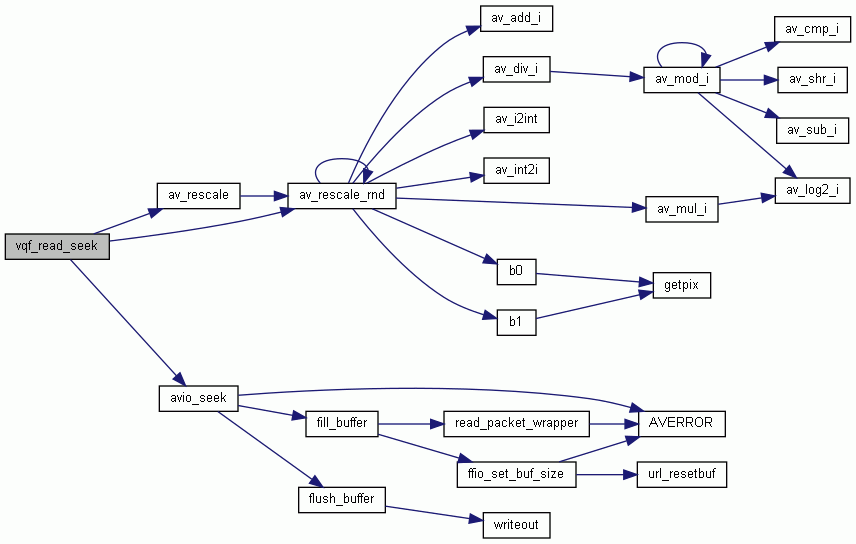 av_add_i
av_cmp_i
av_div_i
av_mod_i
av_shr_i
av_i2int
av_sub_i
av_int2i
av_rescale
av_rescale_rnd
av_log2_i
av_mul_i
vqf_read_seek
b0
getpix
b1
avio_seek
fill_buffer
read_packet_wrapper
AVERROR
ffio_set_buf_size
url_resetbuf
flush_buffer
writeout